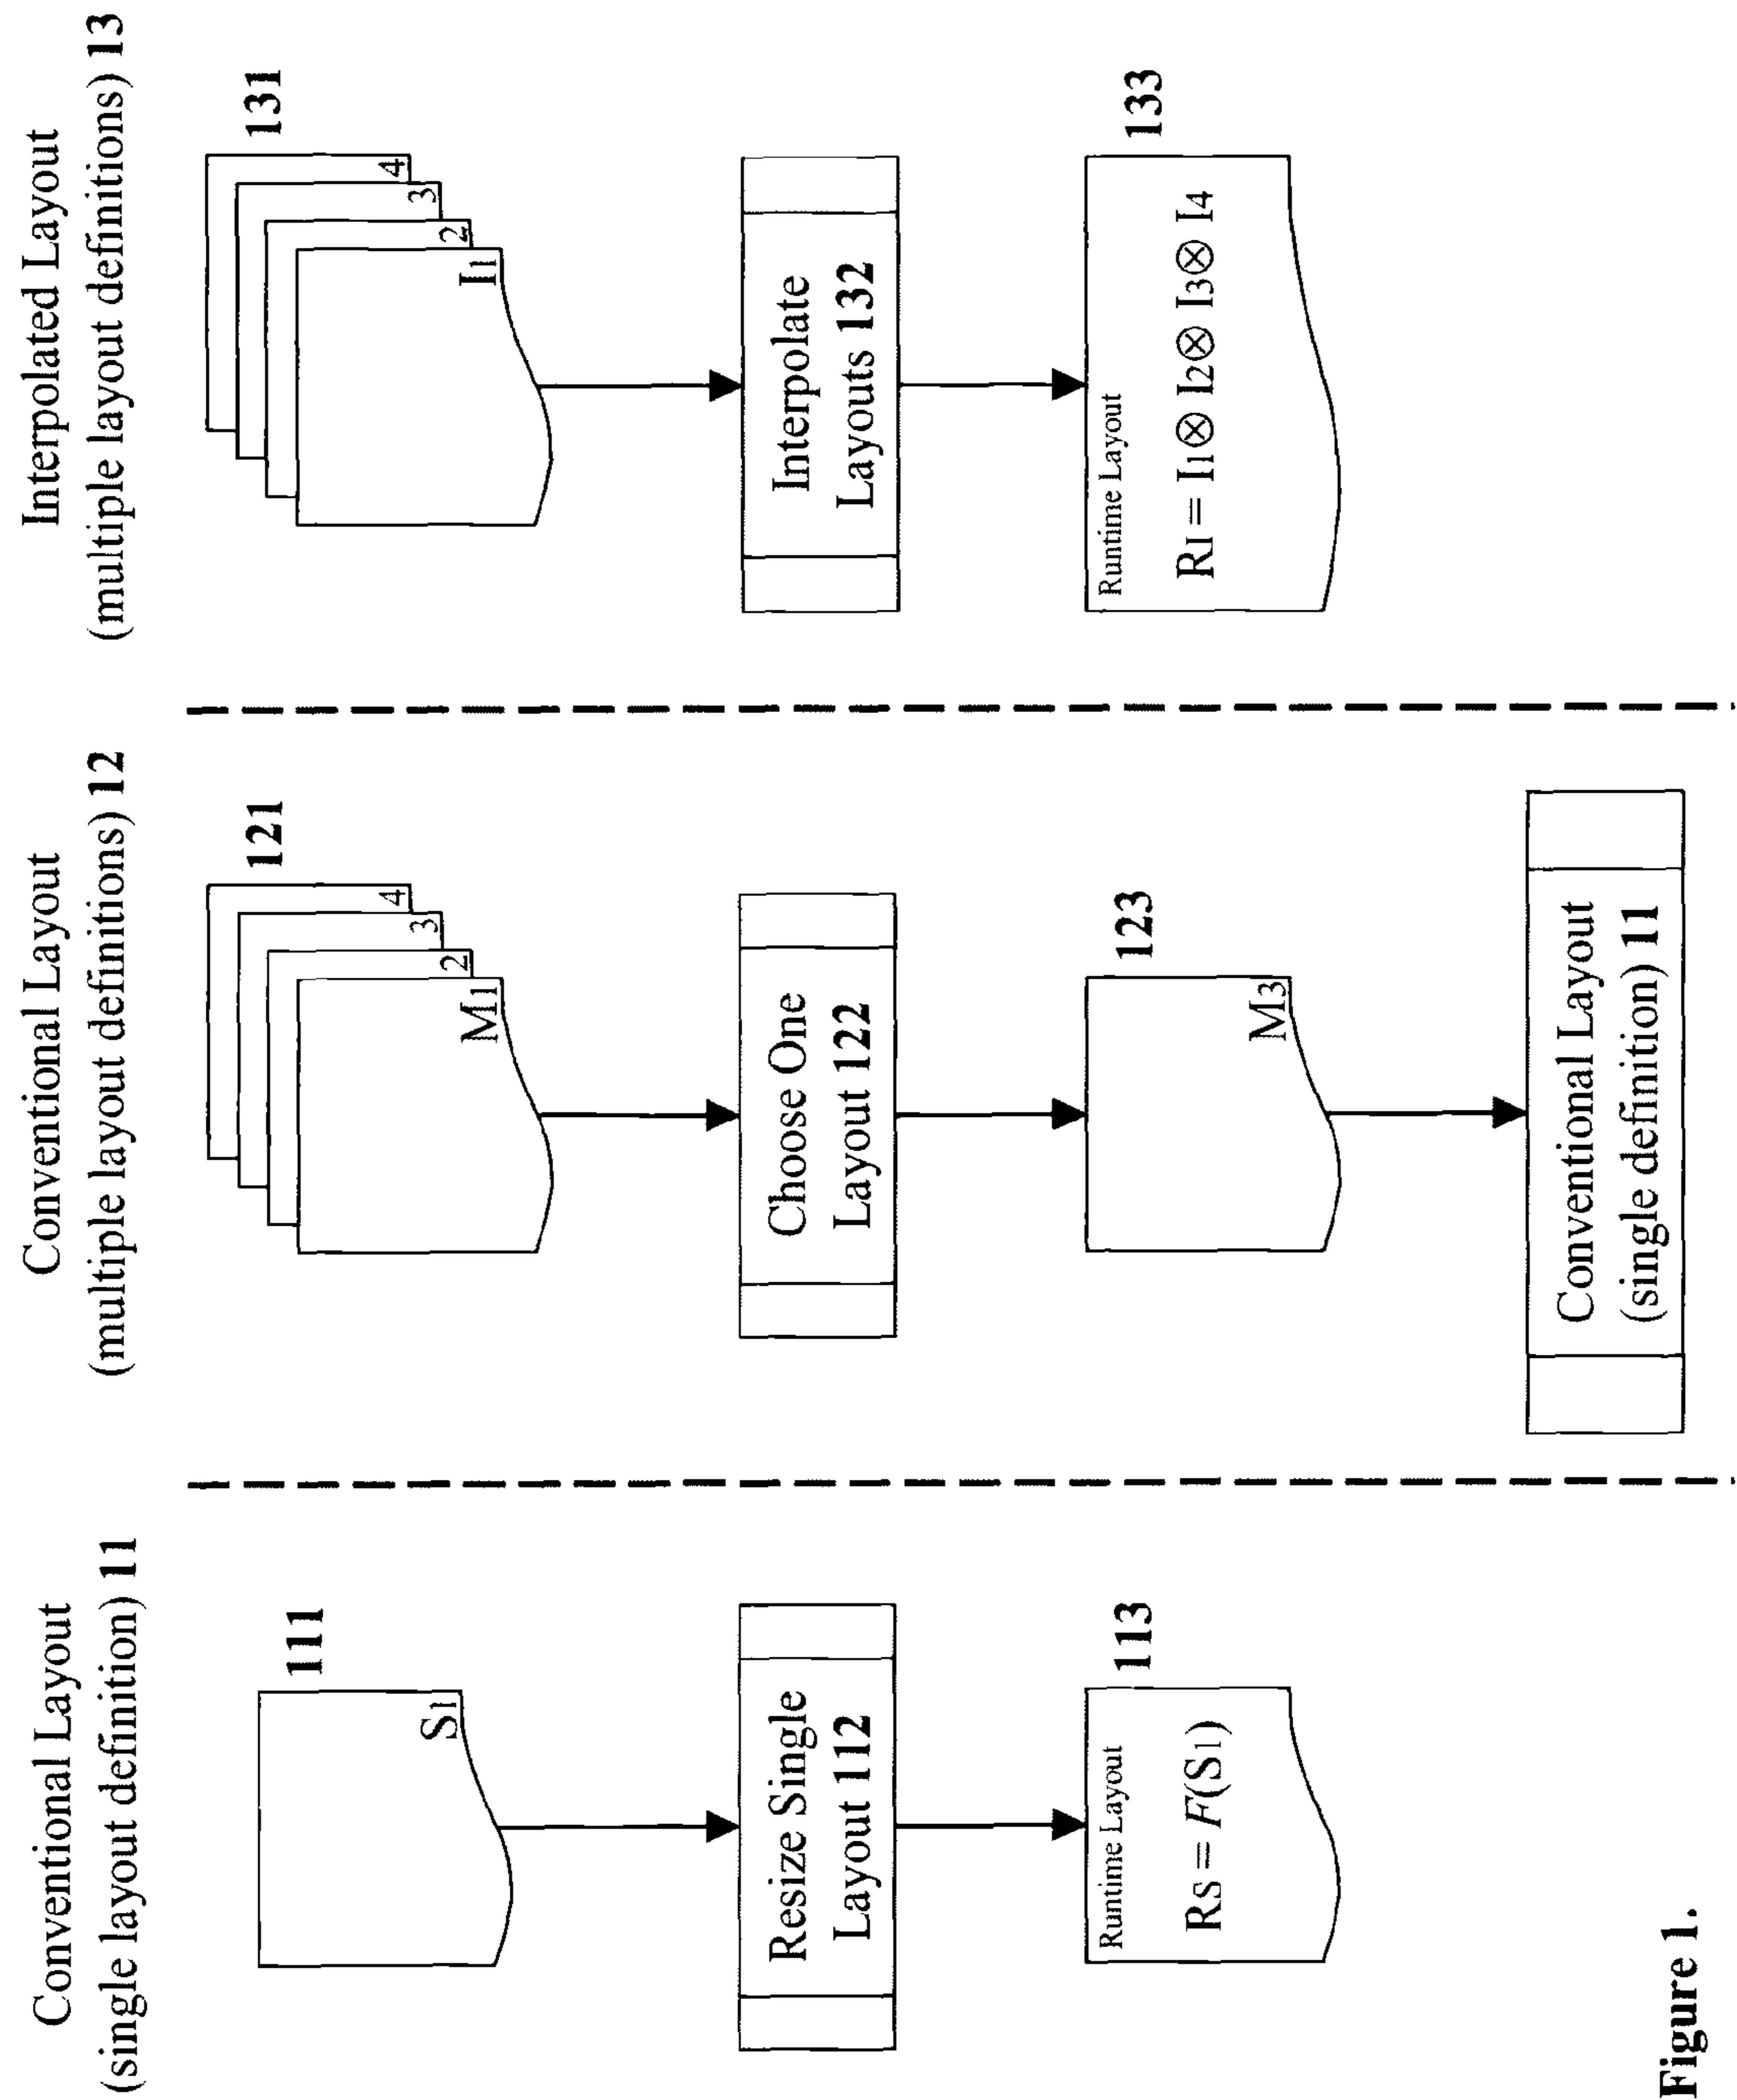 Conventional Layout
(single layout definition) 11
111
S1
Resize Single
Layout 112
113
Runtime Layout
RS = F(S1)
Conventional Layout
(multiple layout definitions) 12
121
4
3
2
M1
Choose One
Layout 122
123
M3
Conventional Layout
(single definition) 11
Interpolated Layout
(multiple layout definitions) 13
131
4
3
2
I1
Interpolate
Layouts 132
133
Runtime Layout
RI = I1⊗ I2⊗ I3⊗ I4
Figure 1.